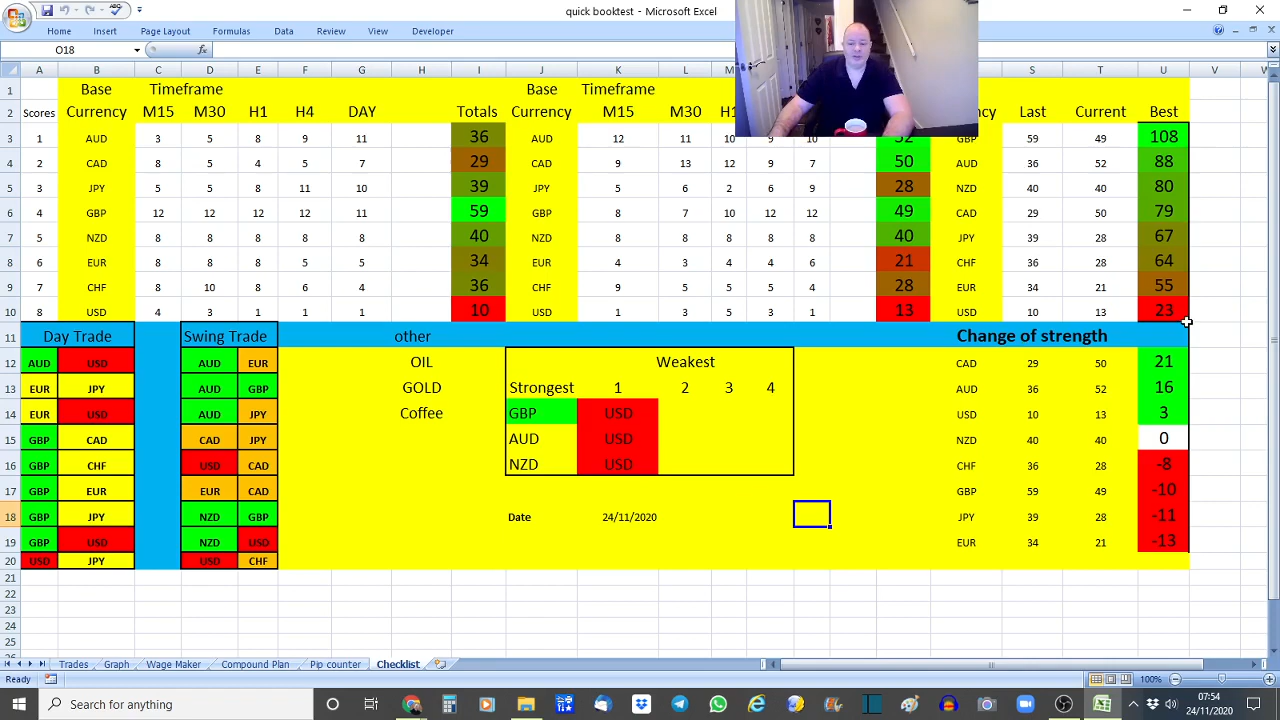 quick booktest - Microsoft Excel
Home Insert Page Layout Formulas Data Review View Developer
O18
A B C D E F G H I J K L M S T U V W
1 Base Timeframe Base Timeframe
2 Scores Currency M15 M30 H1 H4 DAY Totals Currency M15 M30 Last Current Best
3 1 AUD 5 8 9 11 36 AUD 12 11 GBP 59 49 108
4 2 CAD 8 5 4 5 7 29 CAD 9 13 12 9 7 50 AUD 36 52 88
5 3 JPY 5 8 11 10 39 JPY 5 6 2 6 9 28 NZD 40 40 80
6 4 GBP 12 12 12 12 11 59 GBP 8 7 10 12 12 49 CAD 29 50 79
7 5 NZD 8 8 8 8 8 40 NZD 8 8 8 8 8 40 JPY 39 28 67
8 6 EUR 8 8 8 5 5 34 EUR 4 3 4 4 6 21 CHF 36 28 64
9 7 CHF 8 10 8 6 4 36 CHF 9 5 5 5 4 28 EUR 34 21 55
10 8 USD 4 3 1 1 1 10 USD 1 3 5 3 1 13 USD 10 13 23
11 Day Trade Swing Trade other Change of strength
12 AUD USD AUD EUR OIL Weakest CAD 29 50 21
13 EUR JPY AUD GBP GOLD Strongest 1 2 3 4 AUD 36 52 16
14 EUR USD AUD JPY Coffee GBP USD USD 10 13 3
15 GBP CAD CAD JPY AUD USD NZD 40 40 0
16 GBP CHF USD CAD NZD USD CHF 36 28 -8
17 GBP EUR EUR CAD GBP 59 49 -10
18 GBP JPY NZD GBP Date 24/11/2020 JPY 39 28 -11
19 GBP USD NZD USD EUR 34 21 -13
20 USD JPY USD CHF
21
22
23
24
25
Trades Graph Wage Maker Compound Plan Pip counter Checklist
Ready 100%
Type here to search
07:54
24/11/2020